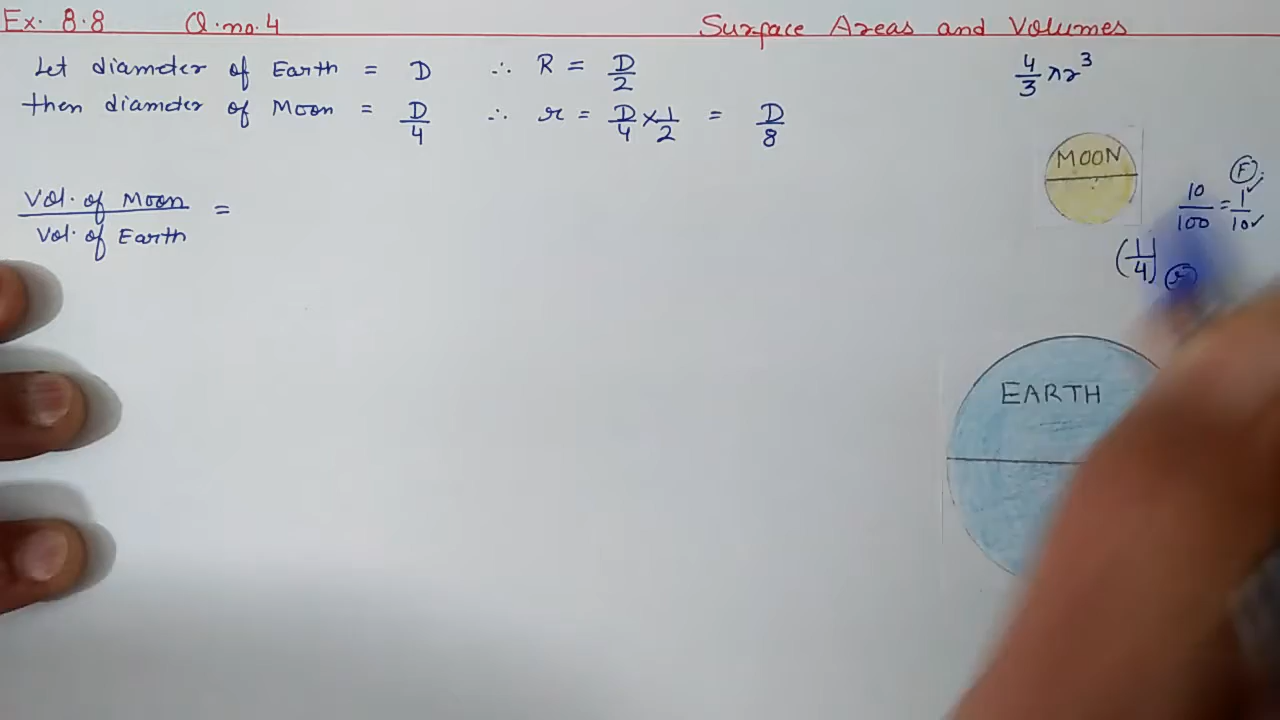 Ex. 8.8 Q.no.4 Surface Areas and Volumes
Let diameter of Earth = D ∴ R = D/2
then diameter of Moon = D/4 ∴ r = D/4 × 1/2 = D/8
4/3 πr³
Vol. of Moon / Vol. of Earth =
MOON
F
10/100 = 1/10
(1/4
EARTH